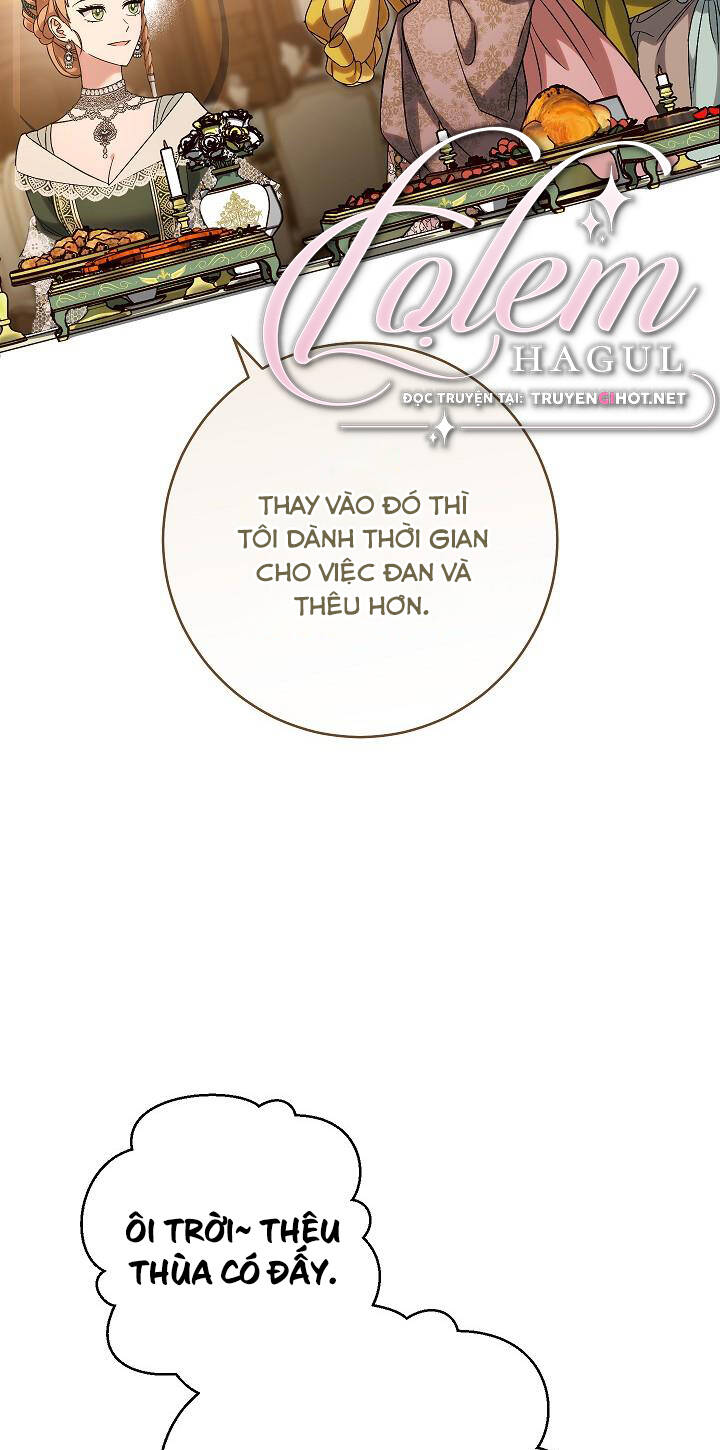 Lọlem
HAGUL
ĐỌC TRUYỆN TẠI: TRUYENGIHOT.NET
THAY VÀO ĐÓ THÌ
TÔI DÀNH THỜI GIAN
CHO VIỆC ĐAN VÀ
THÊU HƠN.
ÔI TRỜI~ THÊU
THÙA CÓ ĐẤY.